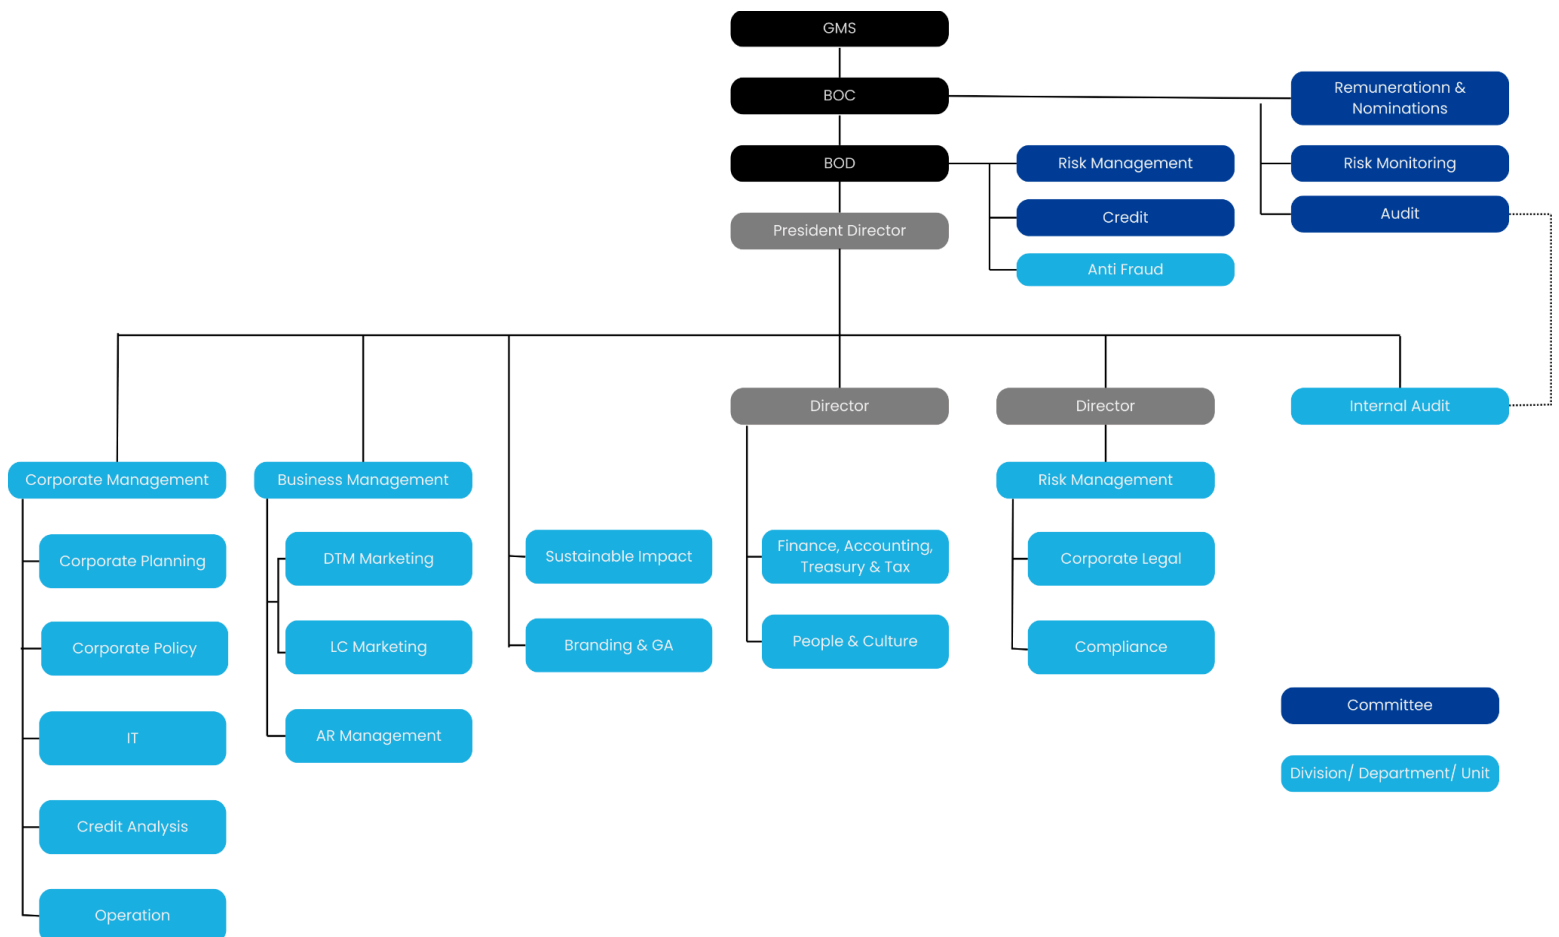 GMS
BOC
Remunerationn &
Nominations
BOD
Risk Management
Risk Monitoring
Credit
Audit
President Director
Anti Fraud
Director
Director
Internal Audit
Corporate Management
Business Management
Risk Management
Corporate Planning
DTM Marketing
Sustainable Impact
Finance, Accounting,
Treasury & Tax
Corporate Legal
Corporate Policy
LC Marketing
Branding & GA
People & Culture
Compliance
Committee
IT
AR Management
Division/ Department/ Unit
Credit Analysis
Operation